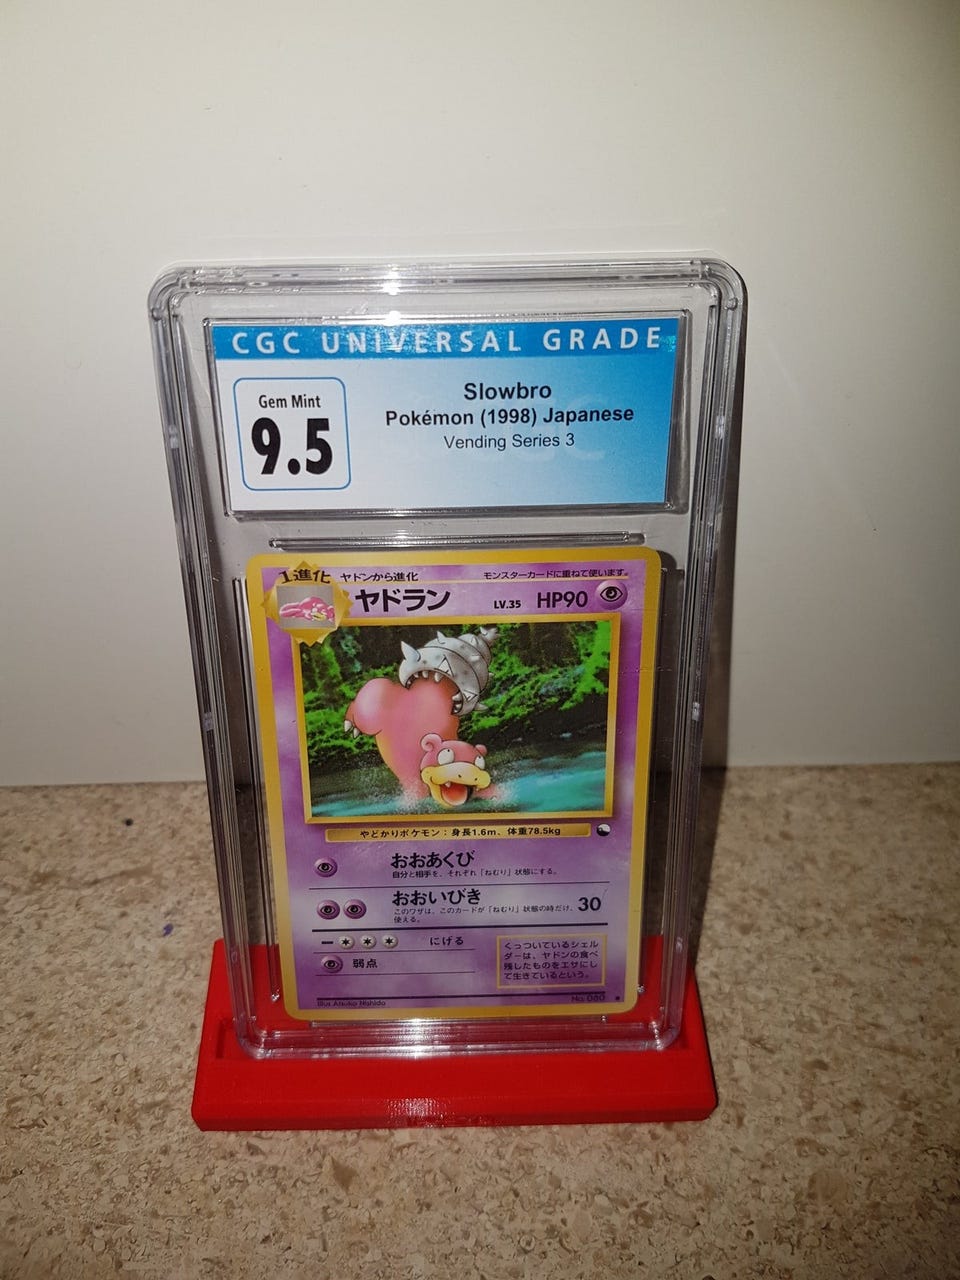 CGC UNIVERSAL GRADE
Gem Mint
9.5
Slowbro
Pokémon (1998) Japanese
Vending Series 3
1進化 ヤドンから進化 モンスターカードに重ねて使います。
ヤドラン LV.35 HP90
やどかりポケモン：身長1.6m、体重78.5kg
おおあくび
自分と相手を、それぞれ「ねむり」状態にする。
おおいびき 30
このワザは、このカードが「ねむり」状態の時だけ、
使える。
にげる
弱点
くっついているシェル
ダーは、ヤドンの食べ
残したものをエサにし
て生きているという。
Illus. Atsuko Nishida No. 080